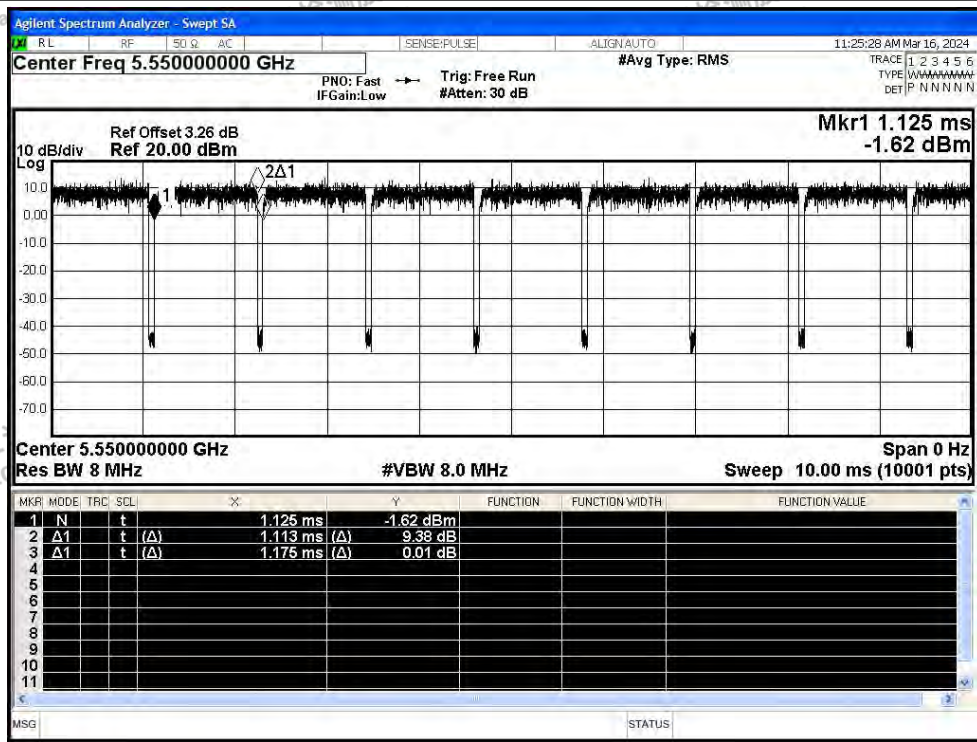 Agilent Spectrum Analyzer - Swept SA
RL RF 50 Ω AC SENSE:PULSE ALIGN AUTO 11:25:28 AM Mar 16, 2024
Center Freq 5.550000000 GHz #Avg Type: RMS TRACE 1 2 3 4 5 6
PNO: Fast Trig: Free Run TYPE
IFGain:Low #Atten: 30 dB DET P N N N N N
Mkr1 1.125 ms
Ref Offset 3.26 dB
10 dB/div Ref 20.00 dBm -1.62 dBm
Log
2Δ1
10.0
1
0.00
-10.0
-20.0
-30.0
-40.0
-50.0
-60.0
-70.0
Center 5.550000000 GHz Span 0 Hz
Res BW 8 MHz #VBW 8.0 MHz Sweep 10.00 ms (10001 pts)
MKR MODE TRC SCL X Y FUNCTION FUNCTION WIDTH FUNCTION VALUE
1 N t 1.125 ms -1.62 dBm
2 Δ1 t (Δ) 1.113 ms (Δ) 9.38 dB
3 Δ1 t (Δ) 1.175 ms (Δ) 0.01 dB
4
5
6
7
8
9
10
11
MSG STATUS